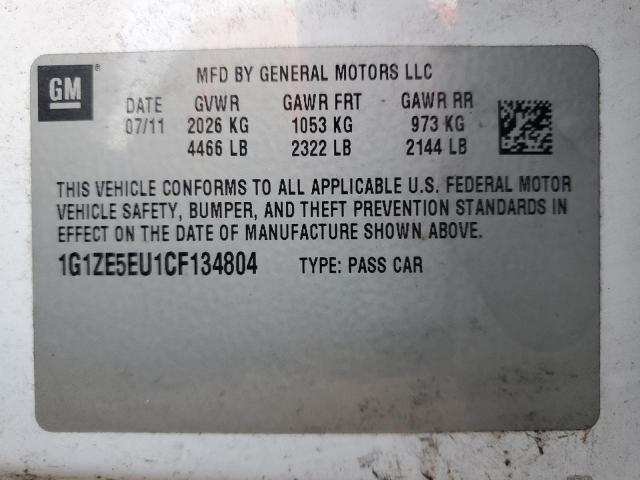 GM ®
MFD BY GENERAL MOTORS LLC
DATE GVWR GAWR FRT GAWR RR
07/11 2026 KG 1053 KG 973 KG
4466 LB 2322 LB 2144 LB
THIS VEHICLE CONFORMS TO ALL APPLICABLE U.S. FEDERAL MOTOR
VEHICLE SAFETY, BUMPER, AND THEFT PREVENTION STANDARDS IN
EFFECT ON THE DATE OF MANUFACTURE SHOWN ABOVE.
1G1ZE5EU1CF134804 TYPE: PASS CAR